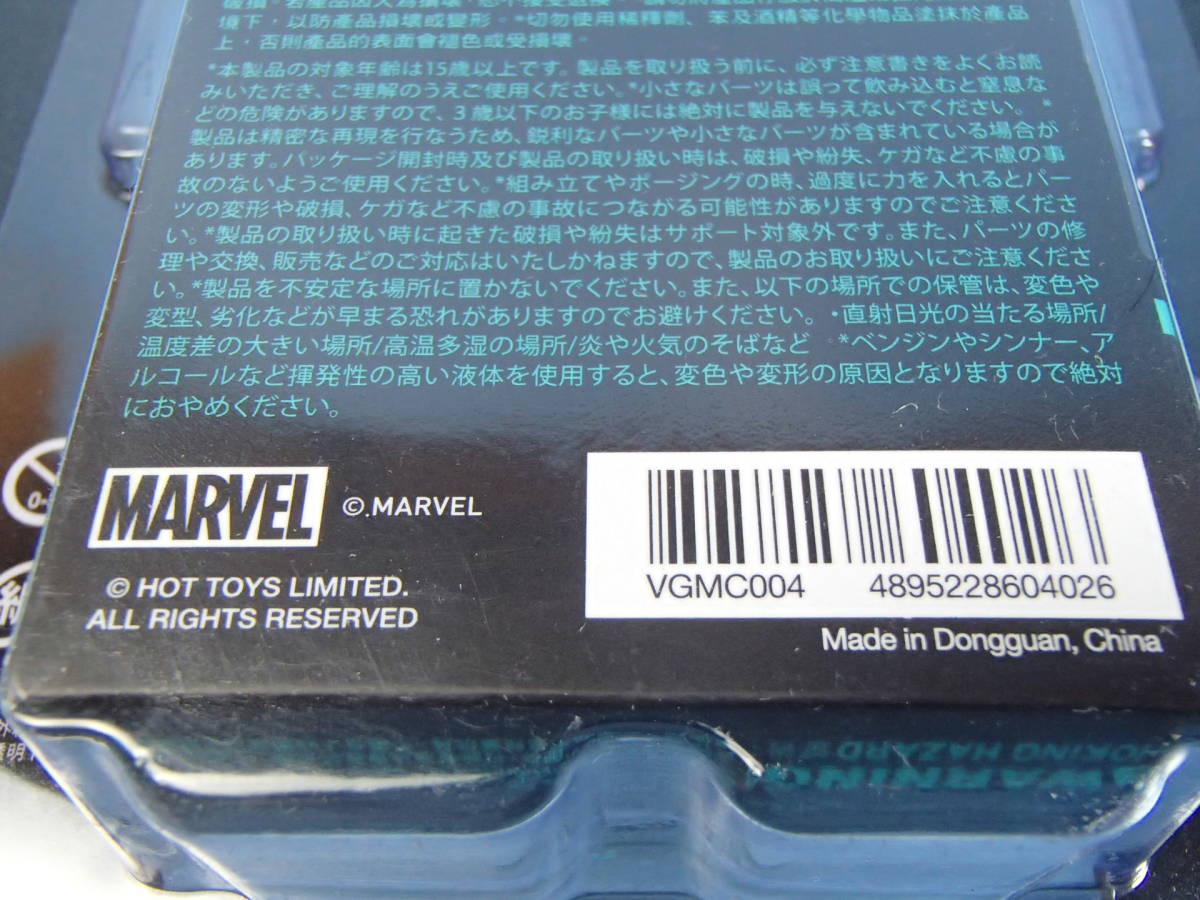 境下，以防產品損壞或變形。*切勿使用稀釋劑、苯及酒精等化學物品塗抹於產品
上，否則產品的表面會褪色或受損壞。
*本製品の対象年齢は15歳以上です。製品を取り扱う前に、必ず注意書きをよくお読
みいただき、ご理解のうえご使用ください。*小さなパーツは誤って飲み込むと窒息な
どの危険がありますので、3歳以下のお子様には絶対に製品を与えないでください。*
製品は精密な再現を行なうため、鋭利なパーツや小さなパーツが含まれている場合が
あります。パッケージ開封時及び製品の取り扱い時は、破損や紛失、ケガなど不慮の事
故のないようご使用ください。*組み立てやポージングの時、過度に力を入れるとパー
ツの変形や破損、ケガなど不慮の事故につながる可能性がありますのでご注意くださ
い。*製品の取り扱い時に起きた破損や紛失はサポート対象外です。また、パーツの修
理や交換、販売などのご対応はいたしかねますので、製品のお取り扱いにご注意くださ
い。*製品を不安定な場所に置かないでください。また、以下の場所での保管は、変色や
変型、劣化などが早まる恐れがありますのでお避けください。・直射日光の当たる場所/
温度差の大きい場所/高温多湿の場所/炎や火気のそばなど *ベンジンやシンナー、ア
ルコールなど揮発性の高い液体を使用すると、変色や変形の原因となりますので絶対
におやめください。
MARVEL
©.MARVEL
© HOT TOYS LIMITED.
ALL RIGHTS RESERVED
VGMC004 4895228604026
Made in Dongguan, China
WARNING
CHOKING HAZARD